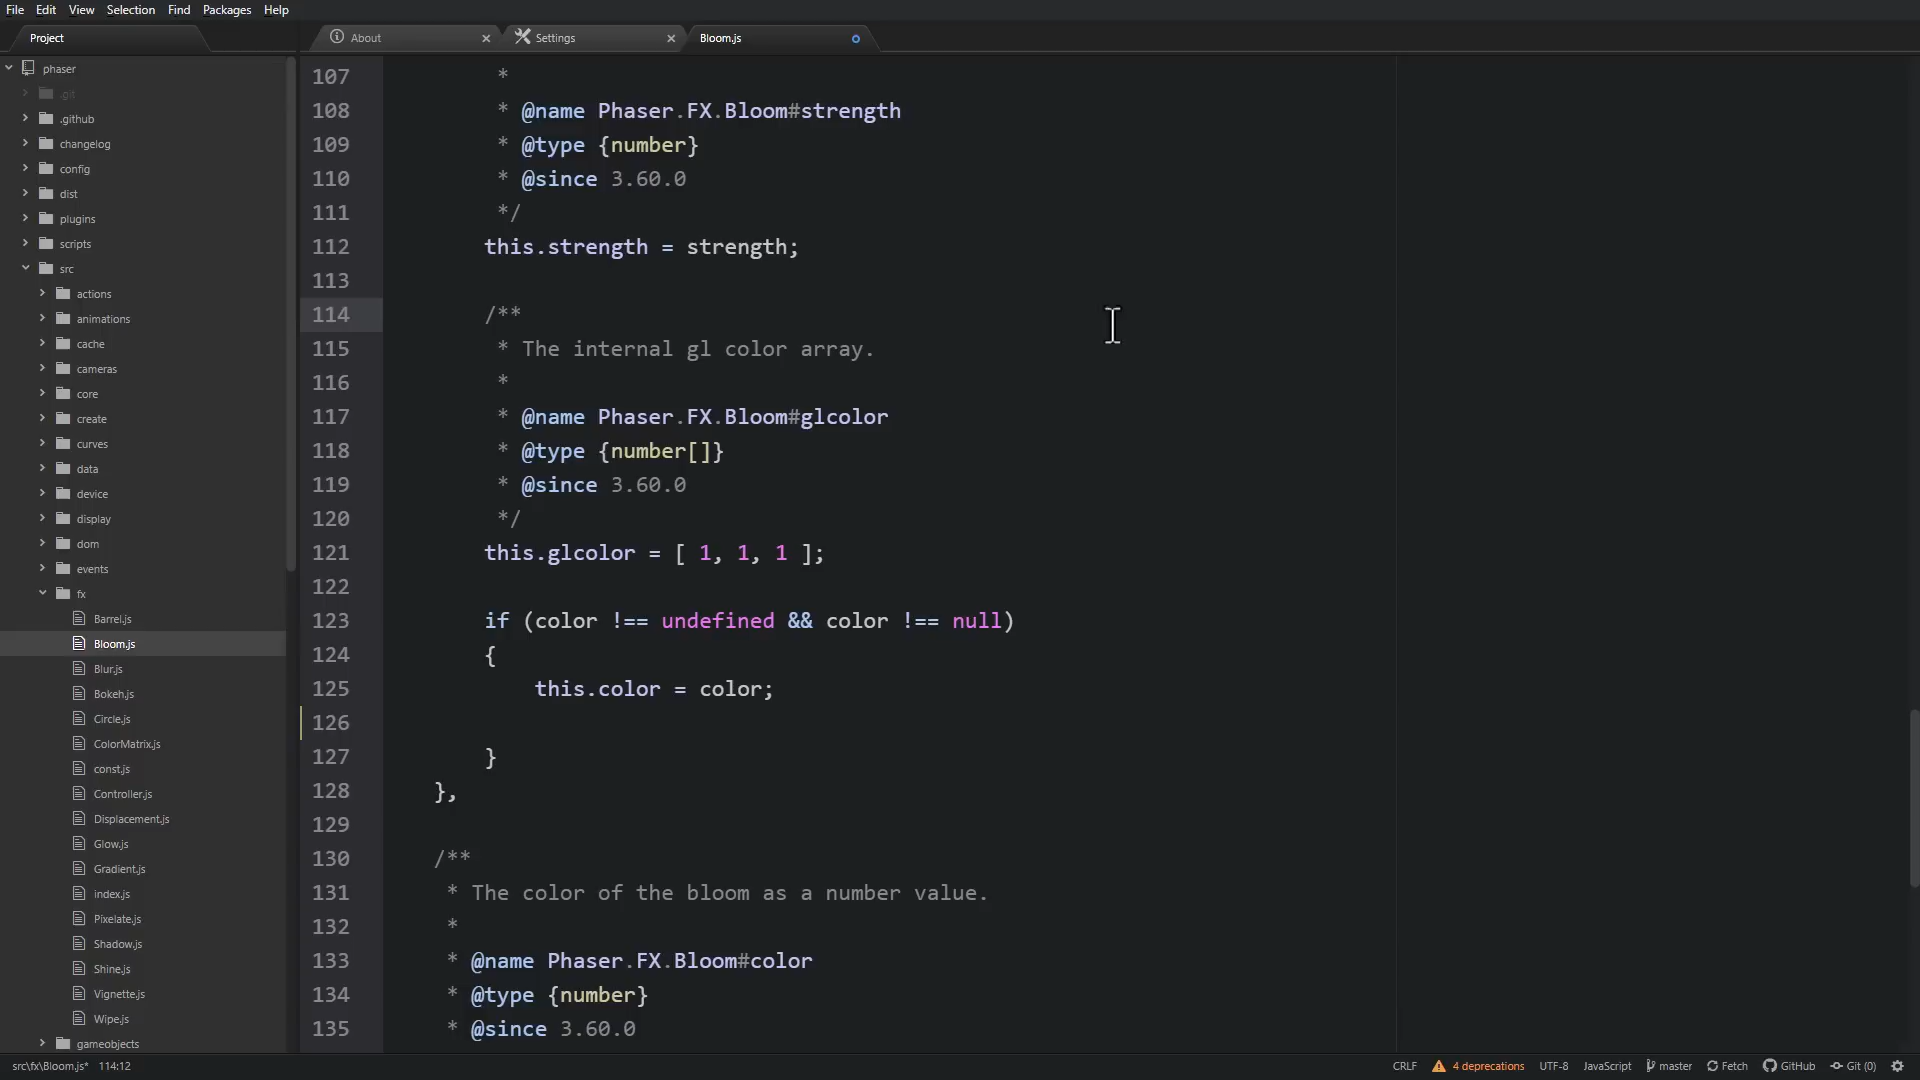 File Edit View Selection Find Packages Help
Project
About
Settings
Bloom.js
phaser
.git
.github
changelog
config
dist
plugins
scripts
src
actions
animations
cache
cameras
core
create
curves
data
device
display
dom
events
fx
Barrel.js
Bloom.js
Blur.js
Bokeh.js
Circle.js
ColorMatrix.js
const.js
Controller.js
Displacement.js
Glow.js
Gradient.js
index.js
Pixelate.js
Shadow.js
Shine.js
Vignette.js
Wipe.js
gameobjects
107 *
108 * @name Phaser.FX.Bloom#strength
109 * @type {number}
110 * @since 3.60.0
111 */
112 this.strength = strength;
113
114 /**
115 * The internal gl color array.
116 *
117 * @name Phaser.FX.Bloom#glcolor
118 * @type {number[]}
119 * @since 3.60.0
120 */
121 this.glcolor = [ 1, 1, 1 ];
122
123 if (color !== undefined && color !== null)
124 {
125 this.color = color;
126
127 }
128 },
129
130 /**
131 * The color of the bloom as a number value.
132 *
133 * @name Phaser.FX.Bloom#color
134 * @type {number}
135 * @since 3.60.0
src\fx\Bloom.js* 114:12
CRLF 4 deprecations UTF-8 JavaScript master Fetch GitHub Git (0)